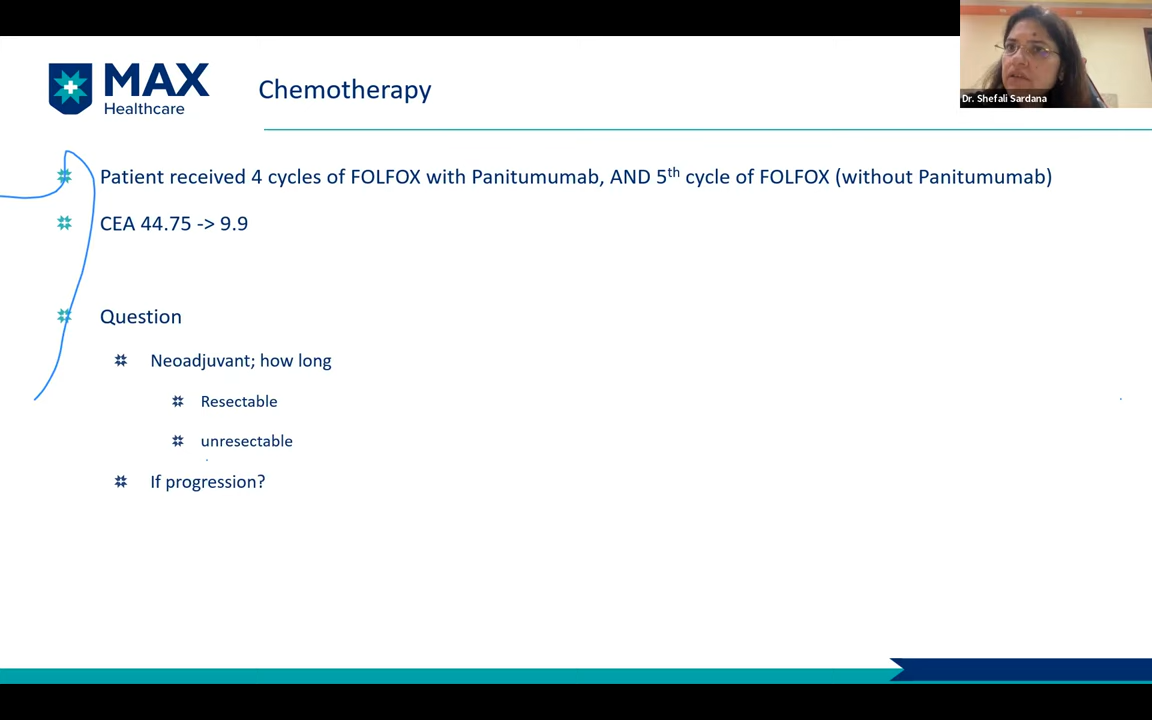 MAX
Healthcare
Chemotherapy
Dr. Shefali Sardana
Patient received 4 cycles of FOLFOX with Panitumumab, AND 5th cycle of FOLFOX (without Panitumumab)
CEA 44.75 -> 9.9
Question
Neoadjuvant; how long
Resectable
unresectable
If progression?